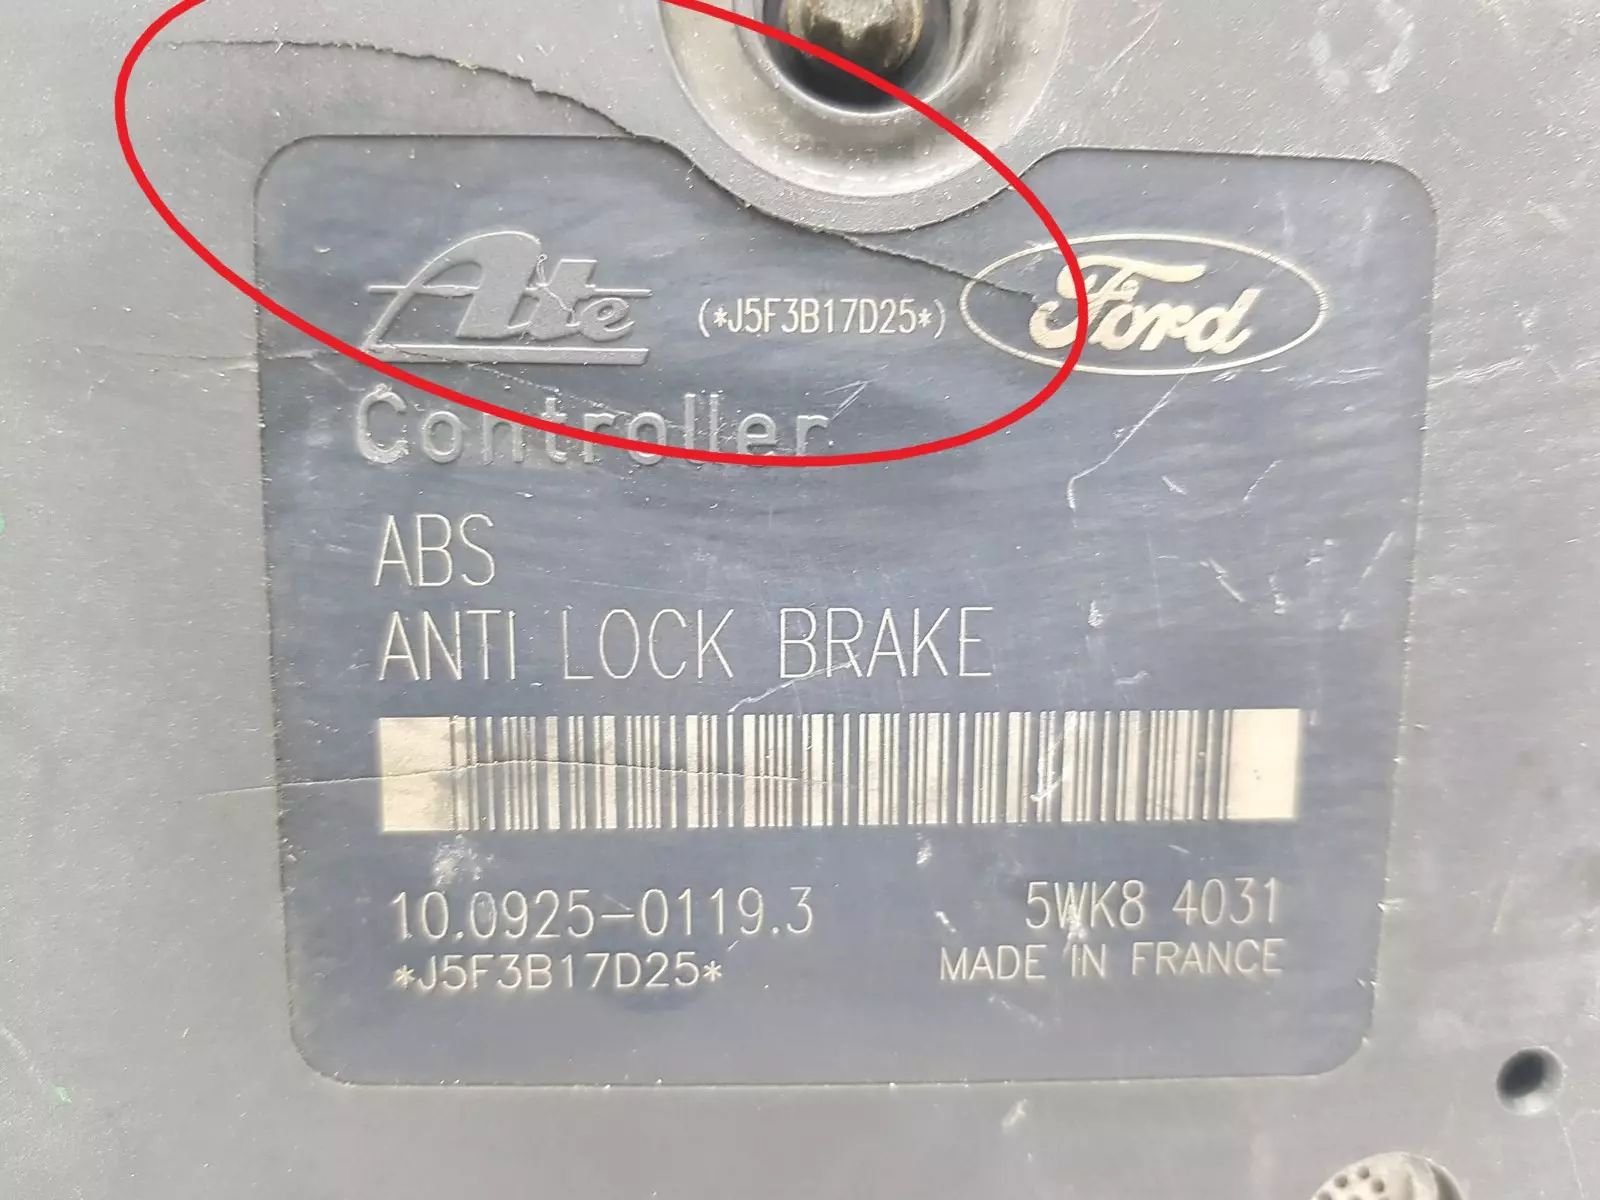 Ate (*J5F3B17D25*) Ford
Controller
ABS
ANTI LOCK BRAKE
10.0925-0119.3 5WK8 4031
*J5F3B17D25* MADE IN FRANCE